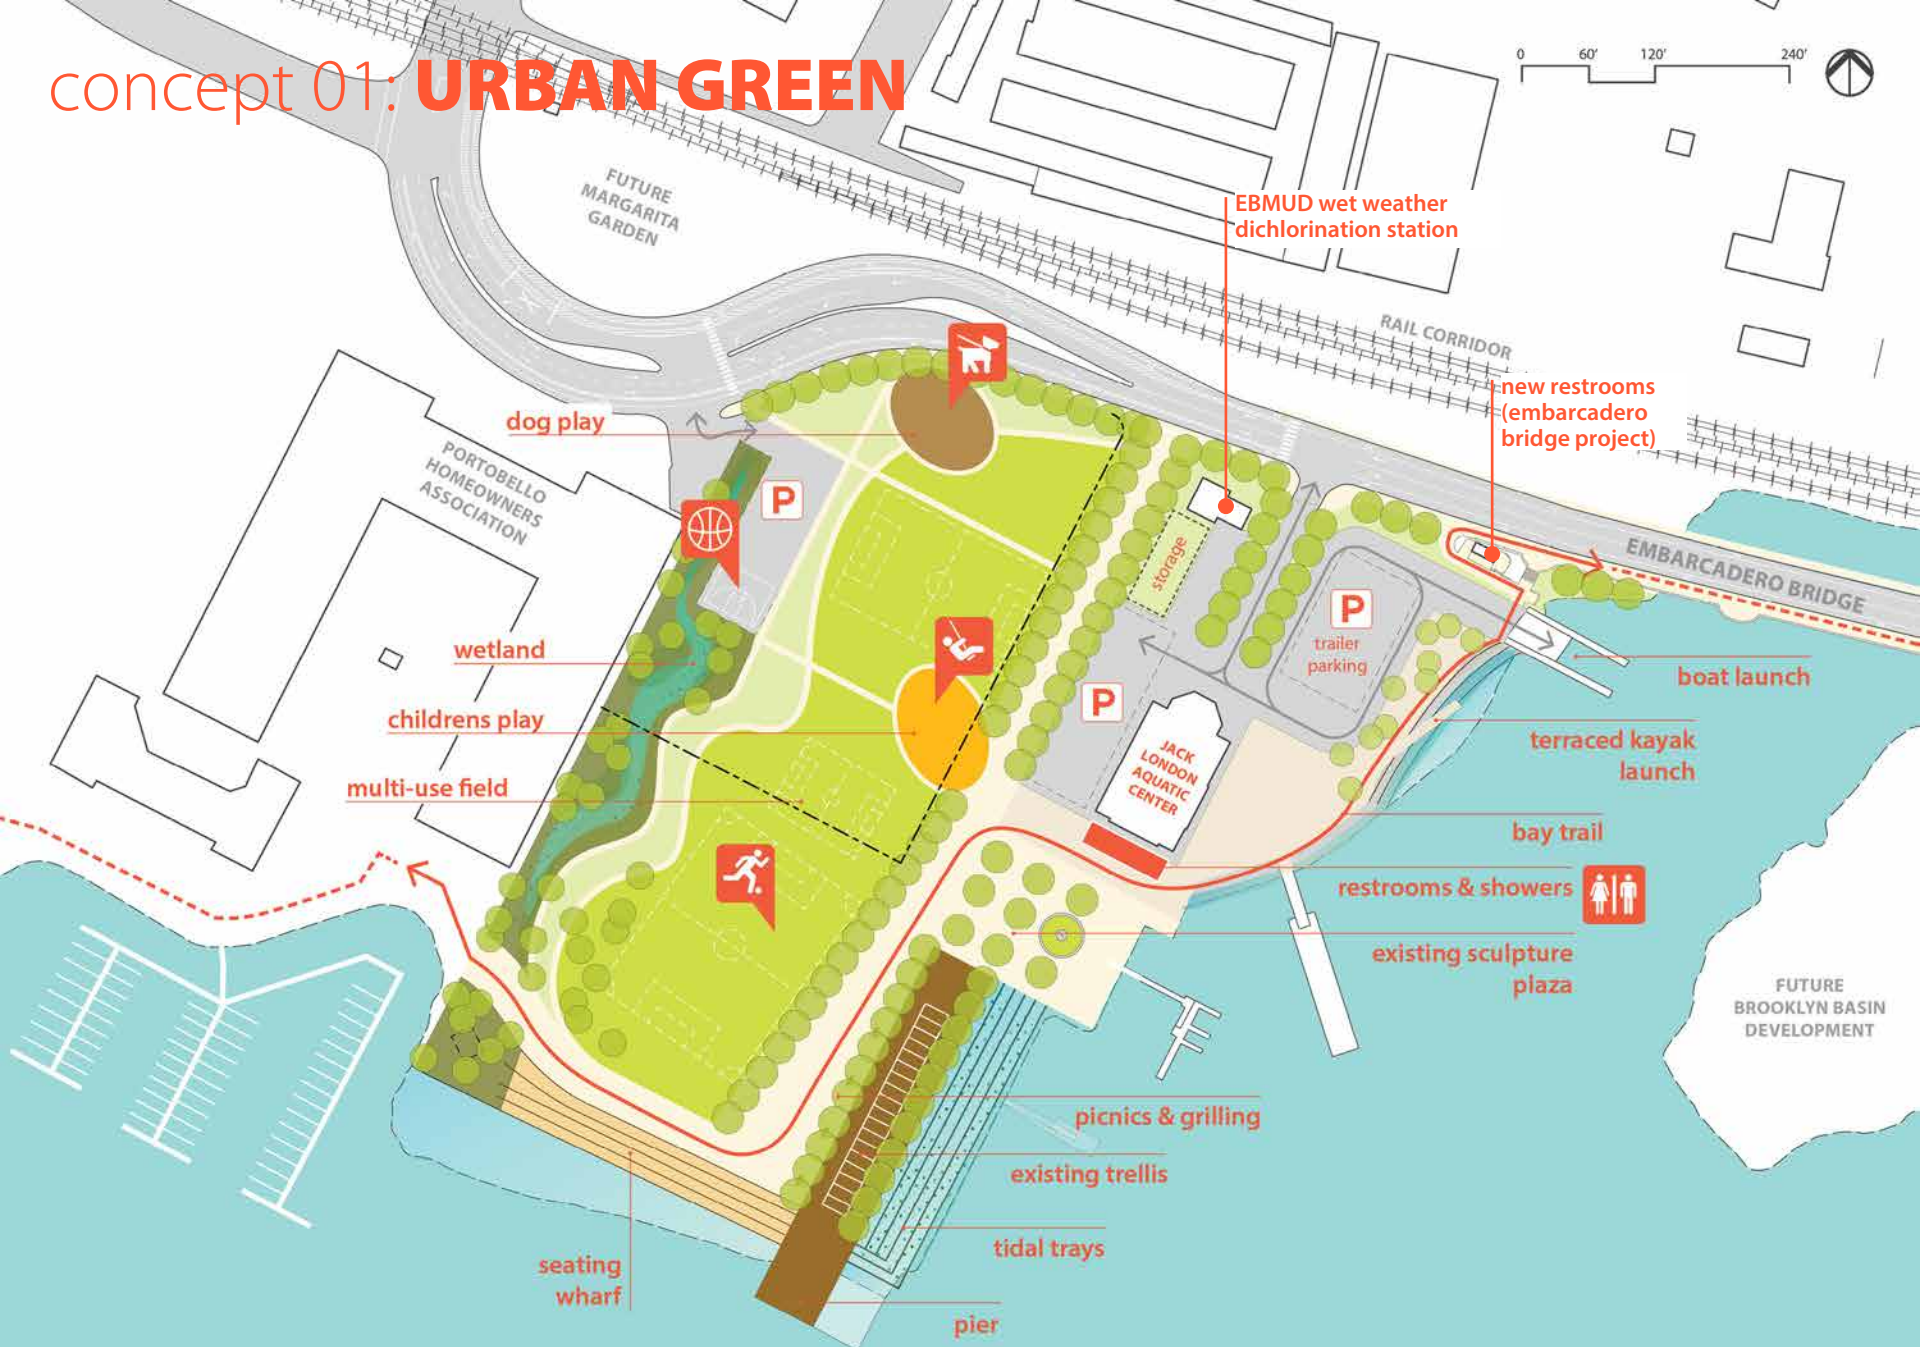 concept 01: URBAN GREEN
0 60' 120' 240'
FUTURE
MARGARITA
GARDEN
EBMUD wet weather
dichlorination station
RAIL CORRIDOR
new restrooms
(embarcadero
bridge project)
dog play
PORTOBELLO
HOMEOWNERS
ASSOCIATION
P
storage
EMBARCADERO BRIDGE
P
trailer
parking
wetland
boat launch
P
childrens play
terraced kayak
launch
JACK
LONDON
AQUATIC
CENTER
multi-use field
bay trail
restrooms & showers
existing sculpture
plaza
FUTURE
BROOKLYN BASIN
DEVELOPMENT
picnics & grilling
existing trellis
tidal trays
seating
wharf
pier